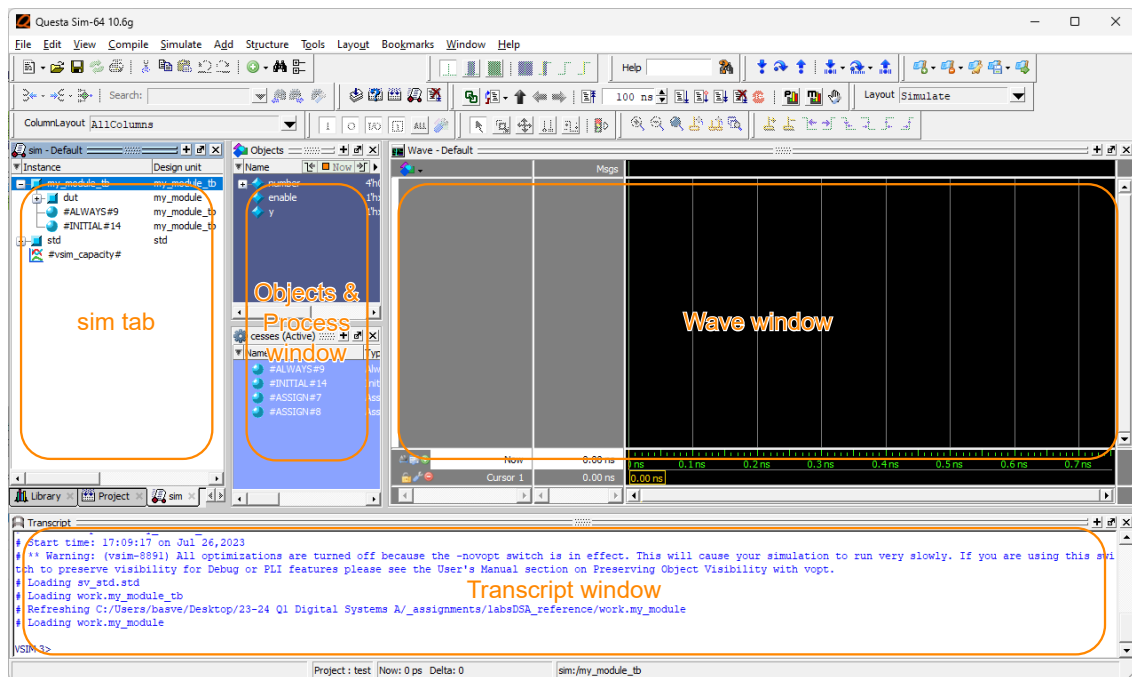 Questa Sim-64 10.6g
File Edit View Compile Simulate Add Structure Tools Layout Bookmarks Window Help
Help
Search:
100 ns
Layout Simulate
ColumnLayout AllColumns
sim - Default
Instance Design unit
my_module_tb my_module_tb
dut my_module
#ALWAYS#9 my_module_tb
#INITIAL#14 my_module_tb
std std
#vsim_capacity#
sim tab
Library Project sim
Objects
Name Now
number 4'h
enable 1'h
y 1'h
Objects &
Process
window
cesses (Active)
Name Typ
#ALWAYS#9 Alw
#INITIAL#14 Init
#ASSIGN#7 Ass
#ASSIGN#8 Ass
Wave - Default
Msgs
Wave window
Now 0.00 ns
Cursor 1 0.00 ns
ns 0.1 ns 0.2 ns 0.3 ns 0.4 ns 0.5 ns 0.6 ns 0.7 ns
0.00 ns
Transcript
# Start time: 17:09:17 on Jul 26,2023
# ** Warning: (vsim-8891) All optimizations are turned off because the -novopt switch is in effect. This will cause your simulation to run very slowly. If you are using this swi
tch to preserve visibility for Debug or PLI features please see the User's Manual section on Preserving Object Visibility with vopt.
# Loading sv_std.std
# Loading work.my_module_tb
# Refreshing C:/Users/basve/Desktop/23-24 Q1 Digital Systems A/_assignments/labsDSA_reference/work.my_module
# Loading work.my_module
Transcript window
VSIM 3>
Project : test Now: 0 ps Delta: 0 sim:/my_module_tb